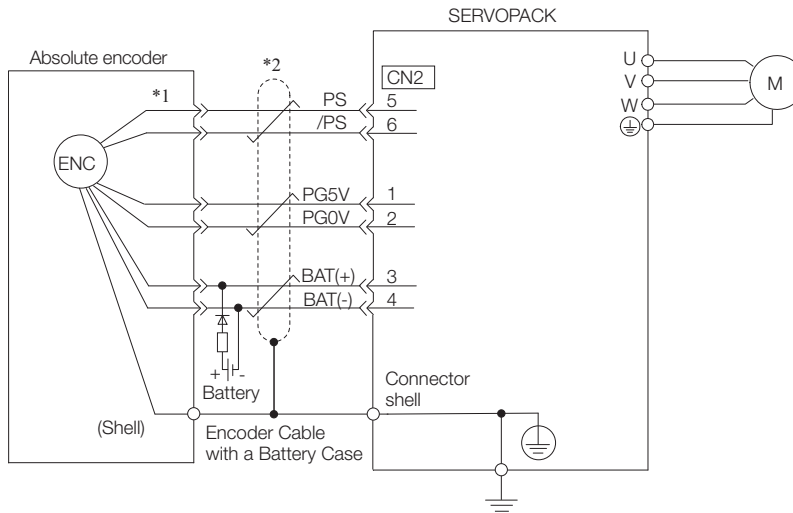 SERVOPACK
Absolute encoder
*2
CN2
U
V
W
M
*1
PS
5
/PS
6
ENC
PG5V
1
PG0V
2
BAT(+)
3
BAT(-)
4
+
-
Battery
Connector
shell
(Shell)
Encoder Cable
with a Battery Case